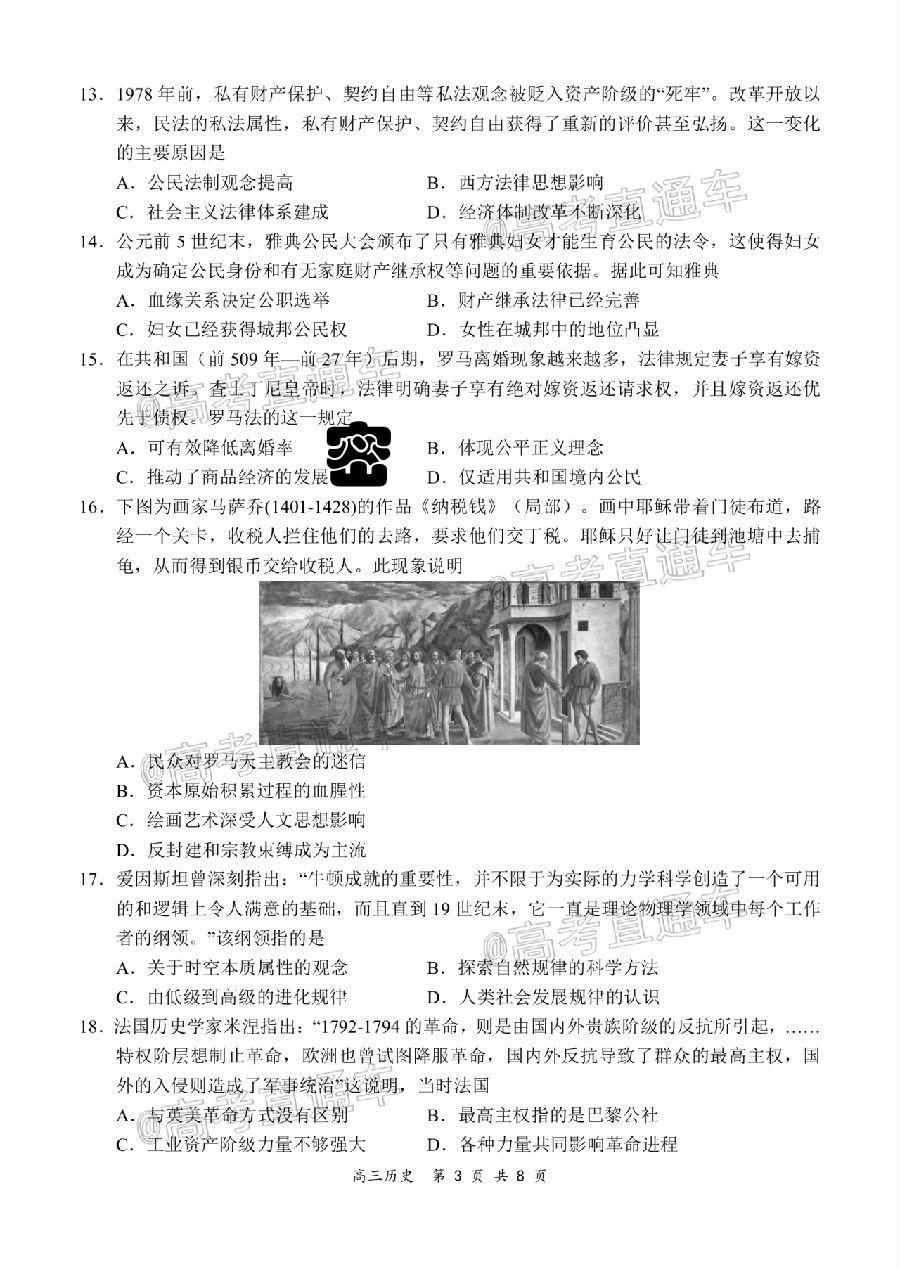 13．1978 年前，私有财产保护、契约自由等私法观念被贬入资产阶级的“死牢”。改革开放以
来，民法的私法属性，私有财产保护、契约自由获得了重新的评价甚至弘扬。这一变化
的主要原因是
A．公民法制观念提高 B．西方法律思想影响
C．社会主义法律体系建成 D．经济体制改革不断深化
14．公元前 5 世纪末，雅典公民大会颁布了只有雅典妇女才能生育公民的法令，这使得妇女
成为确定公民身份和有无家庭财产继承权等问题的重要依据。据此可知雅典
A．血缘关系决定公职选举 B．财产继承法律已经完善
C．妇女已经获得城邦公民权 D．女性在城邦中的地位凸显
15．在共和国（前 509 年—前 27 年）后期，罗马离婚现象越来越多，法律规定妻子享有嫁资
返还之诉，查士丁尼皇帝时，法律明确妻子享有绝对嫁资返还请求权，并且嫁资返还优
先于债权。罗马法的这一规定
A．可有效降低离婚率 B．体现公平正义理念
C．推动了商品经济的发展 D．仅适用共和国境内公民
16．下图为画家马萨乔(1401-1428)的作品《纳税钱》（局部）。画中耶稣带着门徒布道，路
经一个关卡，收税人拦住他们的去路，要求他们交丁税。耶稣只好让门徒到池塘中去捕
龟，从而得到银币交给收税人。此现象说明
A．民众对罗马天主教会的迷信
B．资本原始积累过程的血腥性
C．绘画艺术深受人文思想影响
D．反封建和宗教束缚成为主流
17．爱因斯坦曾深刻指出：“牛顿成就的重要性，并不限于为实际的力学科学创造了一个可用
的和逻辑上令人满意的基础，而且直到 19 世纪末，它一直是理论物理学领域中每个工作
者的纲领。”该纲领指的是
A．关于时空本质属性的观念 B．探索自然规律的科学方法
C．由低级到高级的进化规律 D．人类社会发展规律的认识
18．法国历史学家米涅指出：“1792-1794 的革命，则是由国内外贵族阶级的反抗所引起，……
特权阶层想制止革命，欧洲也曾试图降服革命，国内外反抗导致了群众的最高主权，国
外的入侵则造成了军事统治”这说明，当时法国
A．与英美革命方式没有区别 B．最高主权指的是巴黎公社
C．工业资产阶级力量不够强大 D．各种力量共同影响革命进程
高三历史 第 3 页 共 8 页
@高考直通车
@高考直通车
@高考直通车
@高考直通车
@高考直通车
@高考直通车